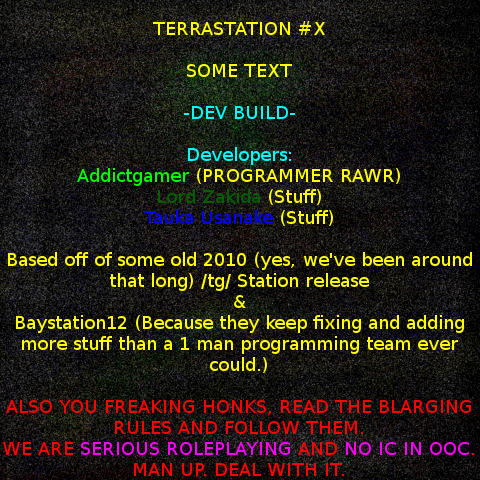 TERRASTATION #X
SOME TEXT
-DEV BUILD-
Developers:
Addictgamer (PROGRAMMER RAWR)
Lord Zakida (Stuff)
Tauka Usanake (Stuff)
Based off of some old 2010 (yes, we've been around
that long) /tg/ Station release
&
Baystation12 (Because they keep fixing and adding
more stuff than a 1 man programming team ever
could.)
ALSO YOU FREAKING HONKS, READ THE BLARGING
RULES AND FOLLOW THEM.
WE ARE SERIOUS ROLEPLAYING AND NO IC IN OOC.
MAN UP. DEAL WITH IT.